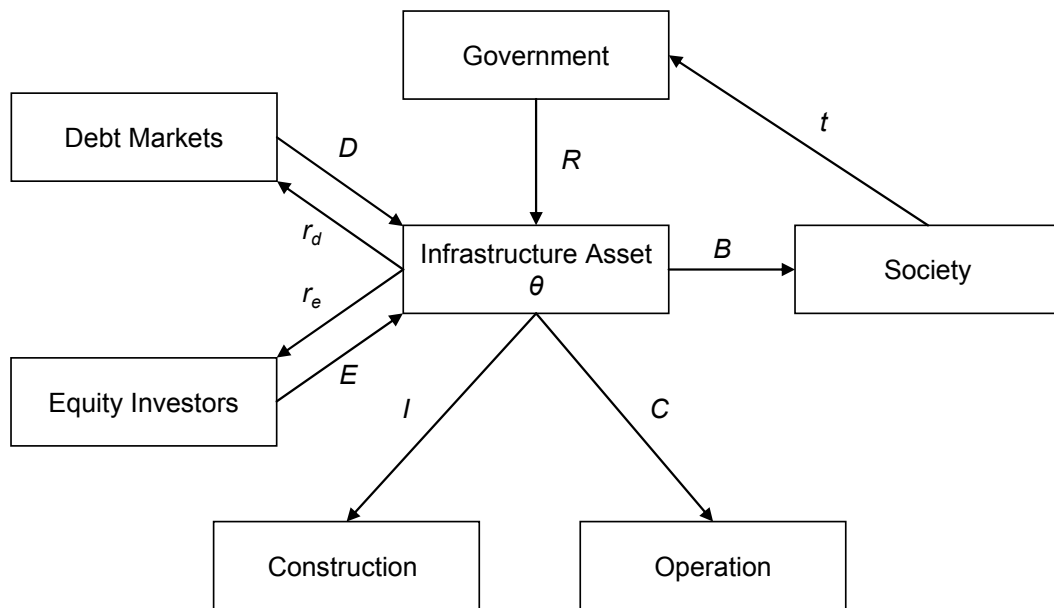 Government
Debt Markets
D
t
R
r_d
Infrastructure Asset
θ
B
Society
r_e
E
Equity Investors
I
C
Construction
Operation